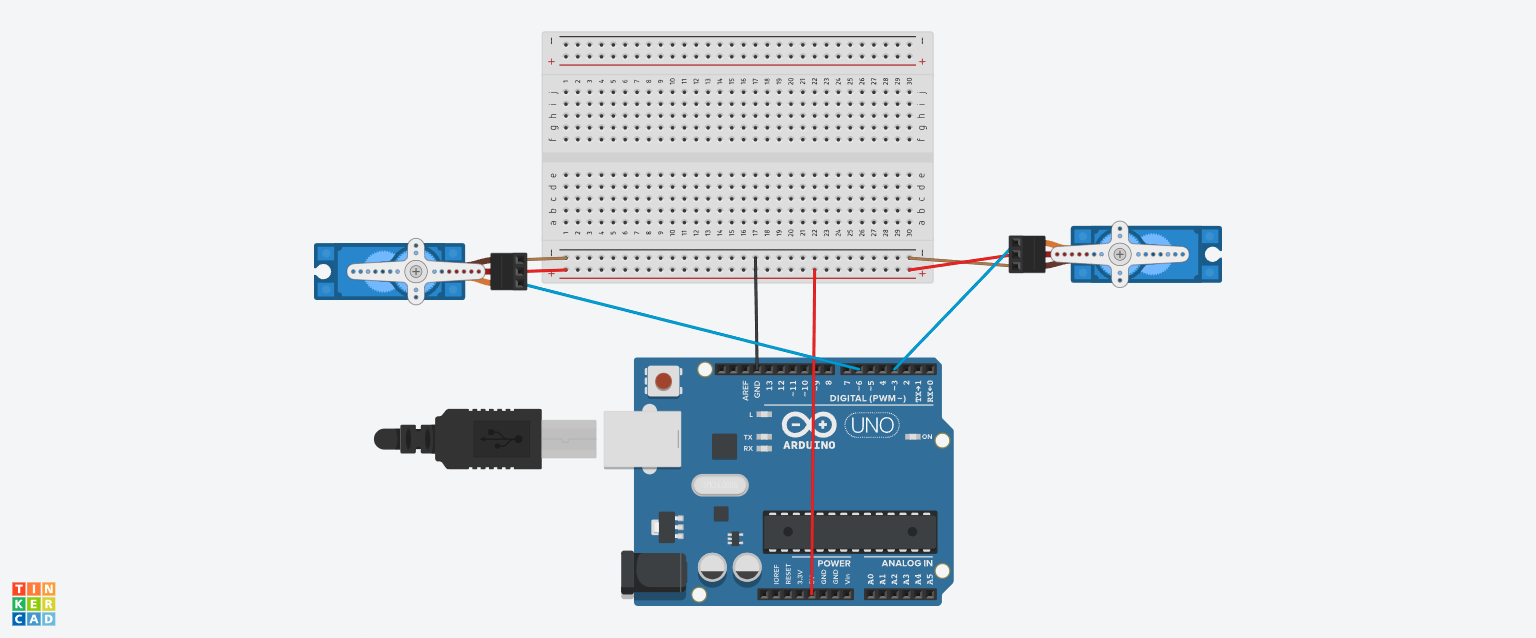 − −
+ +
1 2 3 4 5 6 7 8 9 10 11 12 13 14 15 16 17 18 19 20 21 22 23 24 25 26 27 28 29 30
j j
i i
h h
g g
f f
e e
d d
c c
b b
a a
1 2 3 4 5 6 7 8 9 10 11 12 13 14 15 16 17 18 19 20 21 22 23 24 25 26 27 28 29 30
− −
+ +
AREF GND 13 12 ~11 ~10 ~9 8 7 ~6 ~5 4 ~3 2 TX→1 RX←0
DIGITAL (PWM~)
L
TX
RX
UNO
ON
ARDUINO
POWER ANALOG IN
IOREF RESET 3.3V GND GND Vin A0 A1 A2 A3 A4 A5
TIN
KER
CAD